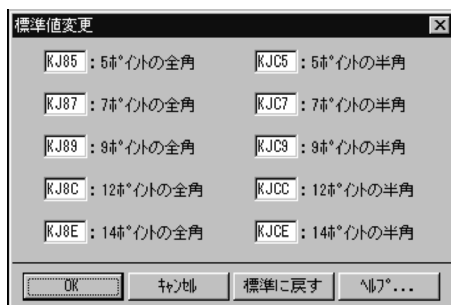 標準値変更
KJ85 : 5ﾎﾟｲﾝﾄの全角 KJC5 : 5ﾎﾟｲﾝﾄの半角
KJ87 : 7ﾎﾟｲﾝﾄの全角 KJC7 : 7ﾎﾟｲﾝﾄの半角
KJ89 : 9ﾎﾟｲﾝﾄの全角 KJC9 : 9ﾎﾟｲﾝﾄの半角
KJ8C : 12ﾎﾟｲﾝﾄの全角 KJCC : 12ﾎﾟｲﾝﾄの半角
KJ8E : 14ﾎﾟｲﾝﾄの全角 KJCE : 14ﾎﾟｲﾝﾄの半角
OK ｷｬﾝｾﾙ 標準に戻す ﾍﾙﾌﾟ...